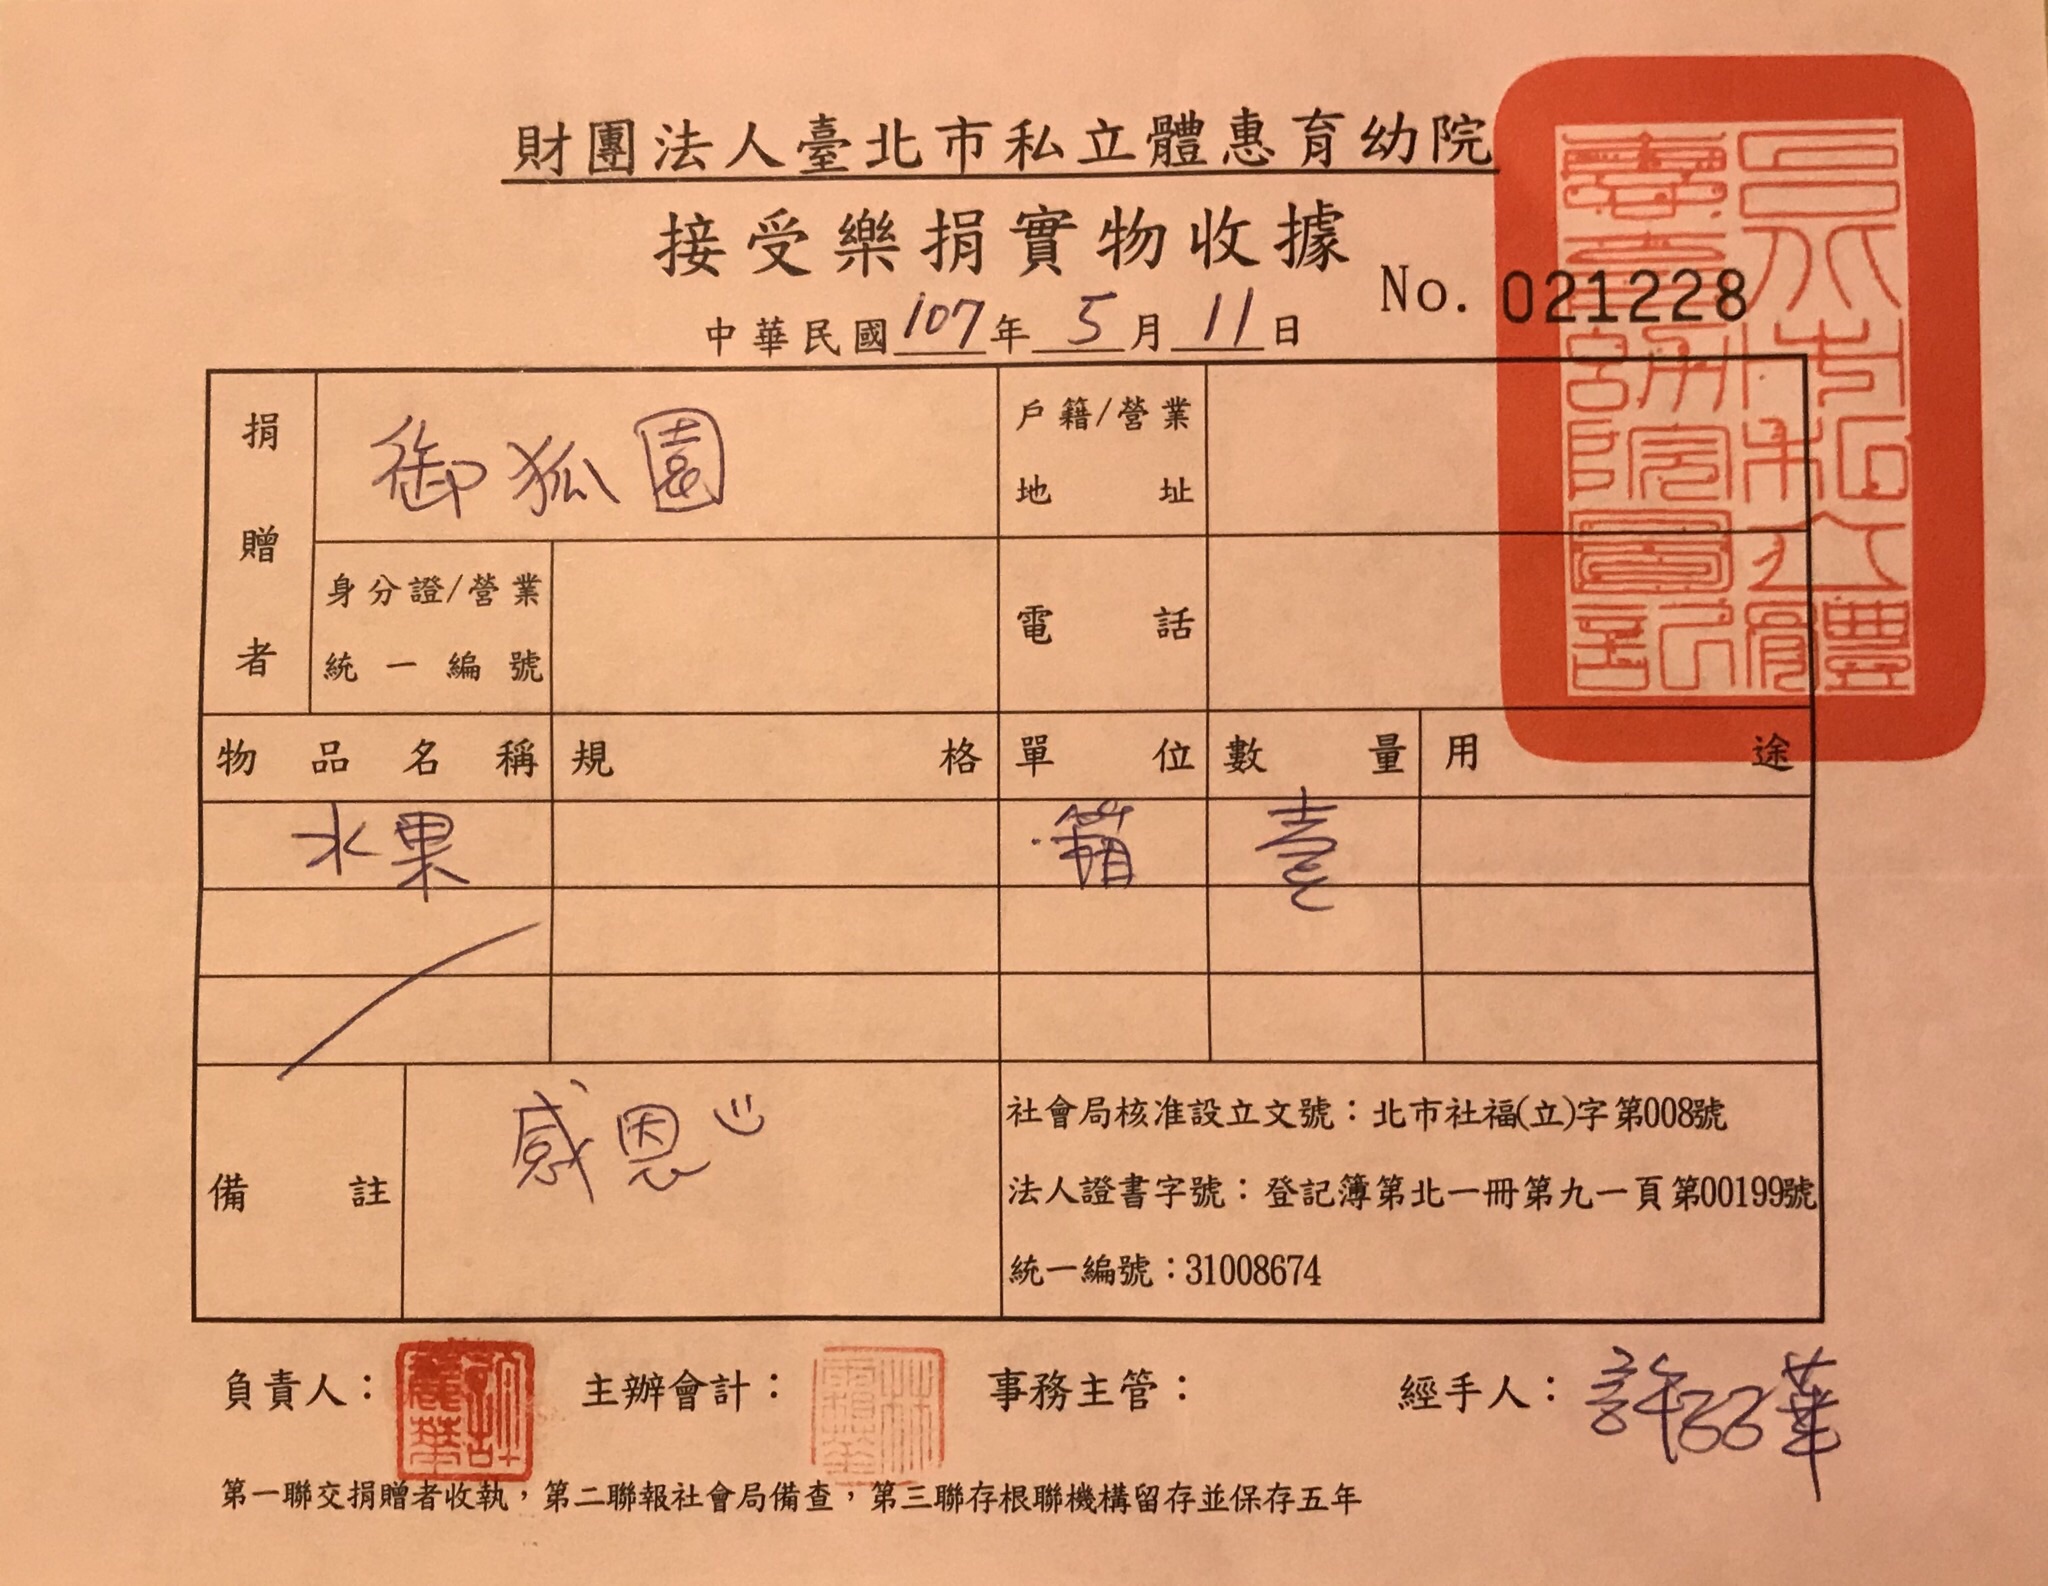 財團法人臺北市私立體惠育幼院
接受樂捐實物收據
No. 021228
中華民國107年5月11日
捐贈者
御狐園
戶籍/營業
地址
身分證/營業
統一編號
電話
物品名稱 規格 單位 數量 用途
水果 箱 壹
備註
感恩
社會局核准設立文號：北市社福(立)字第008號
法人證書字號：登記簿第北一冊第九一頁第00199號
統一編號：31008674
負責人： 主辦會計： 事務主管： 經手人：許麗華
第一聯交捐贈者收執，第二聯報社會局備查，第三聯存根聯機構留存並保存五年